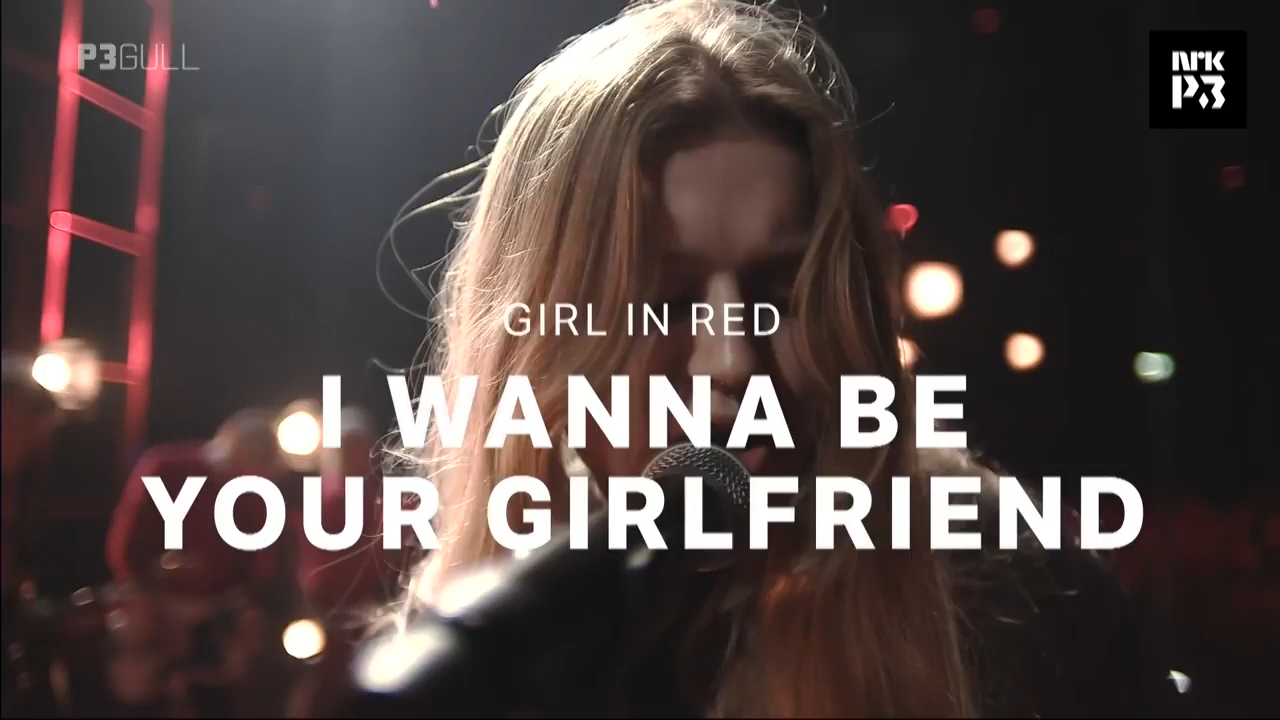 P3GULL
nrk
P3
GIRL IN RED
I WANNA BE
YOUR GIRLFRIEND